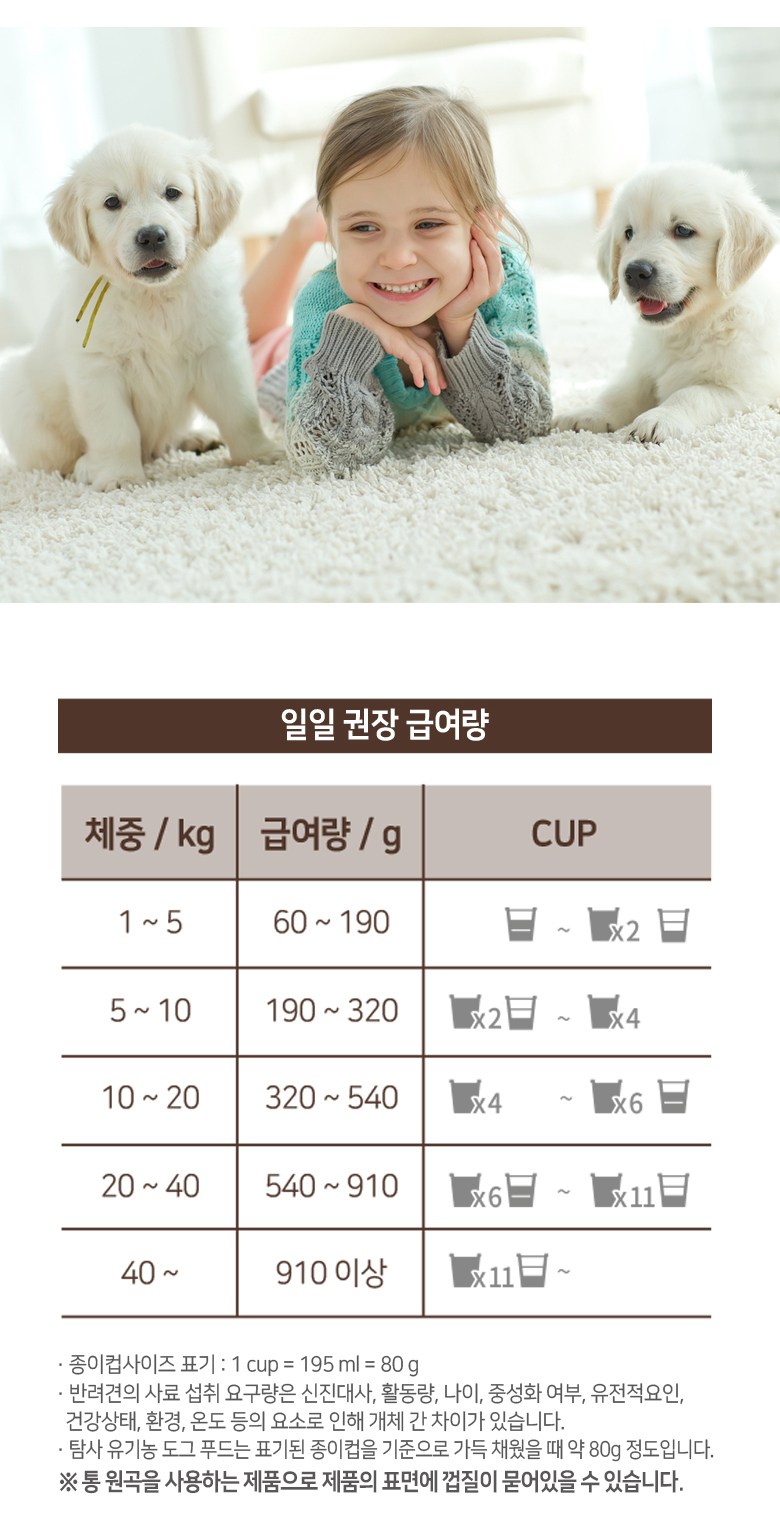 일일 권장 급여량
체중 / kg 급여량 / g CUP
1 ~ 5 60 ~ 190 ~ x2
5 ~ 10 190 ~ 320 x2 ~ x4
10 ~ 20 320 ~ 540 x4 ~ x6
20 ~ 40 540 ~ 910 x6 ~ x11
40 ~ 910 이상 x11 ~
· 종이컵사이즈 표기 : 1 cup = 195 ml = 80 g
· 반려견의 사료 섭취 요구량은 신진대사, 활동량, 나이, 중성화 여부, 유전적요인,
건강상태, 환경, 온도 등의 요소로 인해 개체 간 차이가 있습니다.
· 탐사 유기농 도그 푸드는 표기된 종이컵을 기준으로 가득 채웠을 때 약 80g 정도입니다.
※ 통 원곡을 사용하는 제품으로 제품의 표면에 껍질이 묻어있을 수 있습니다.